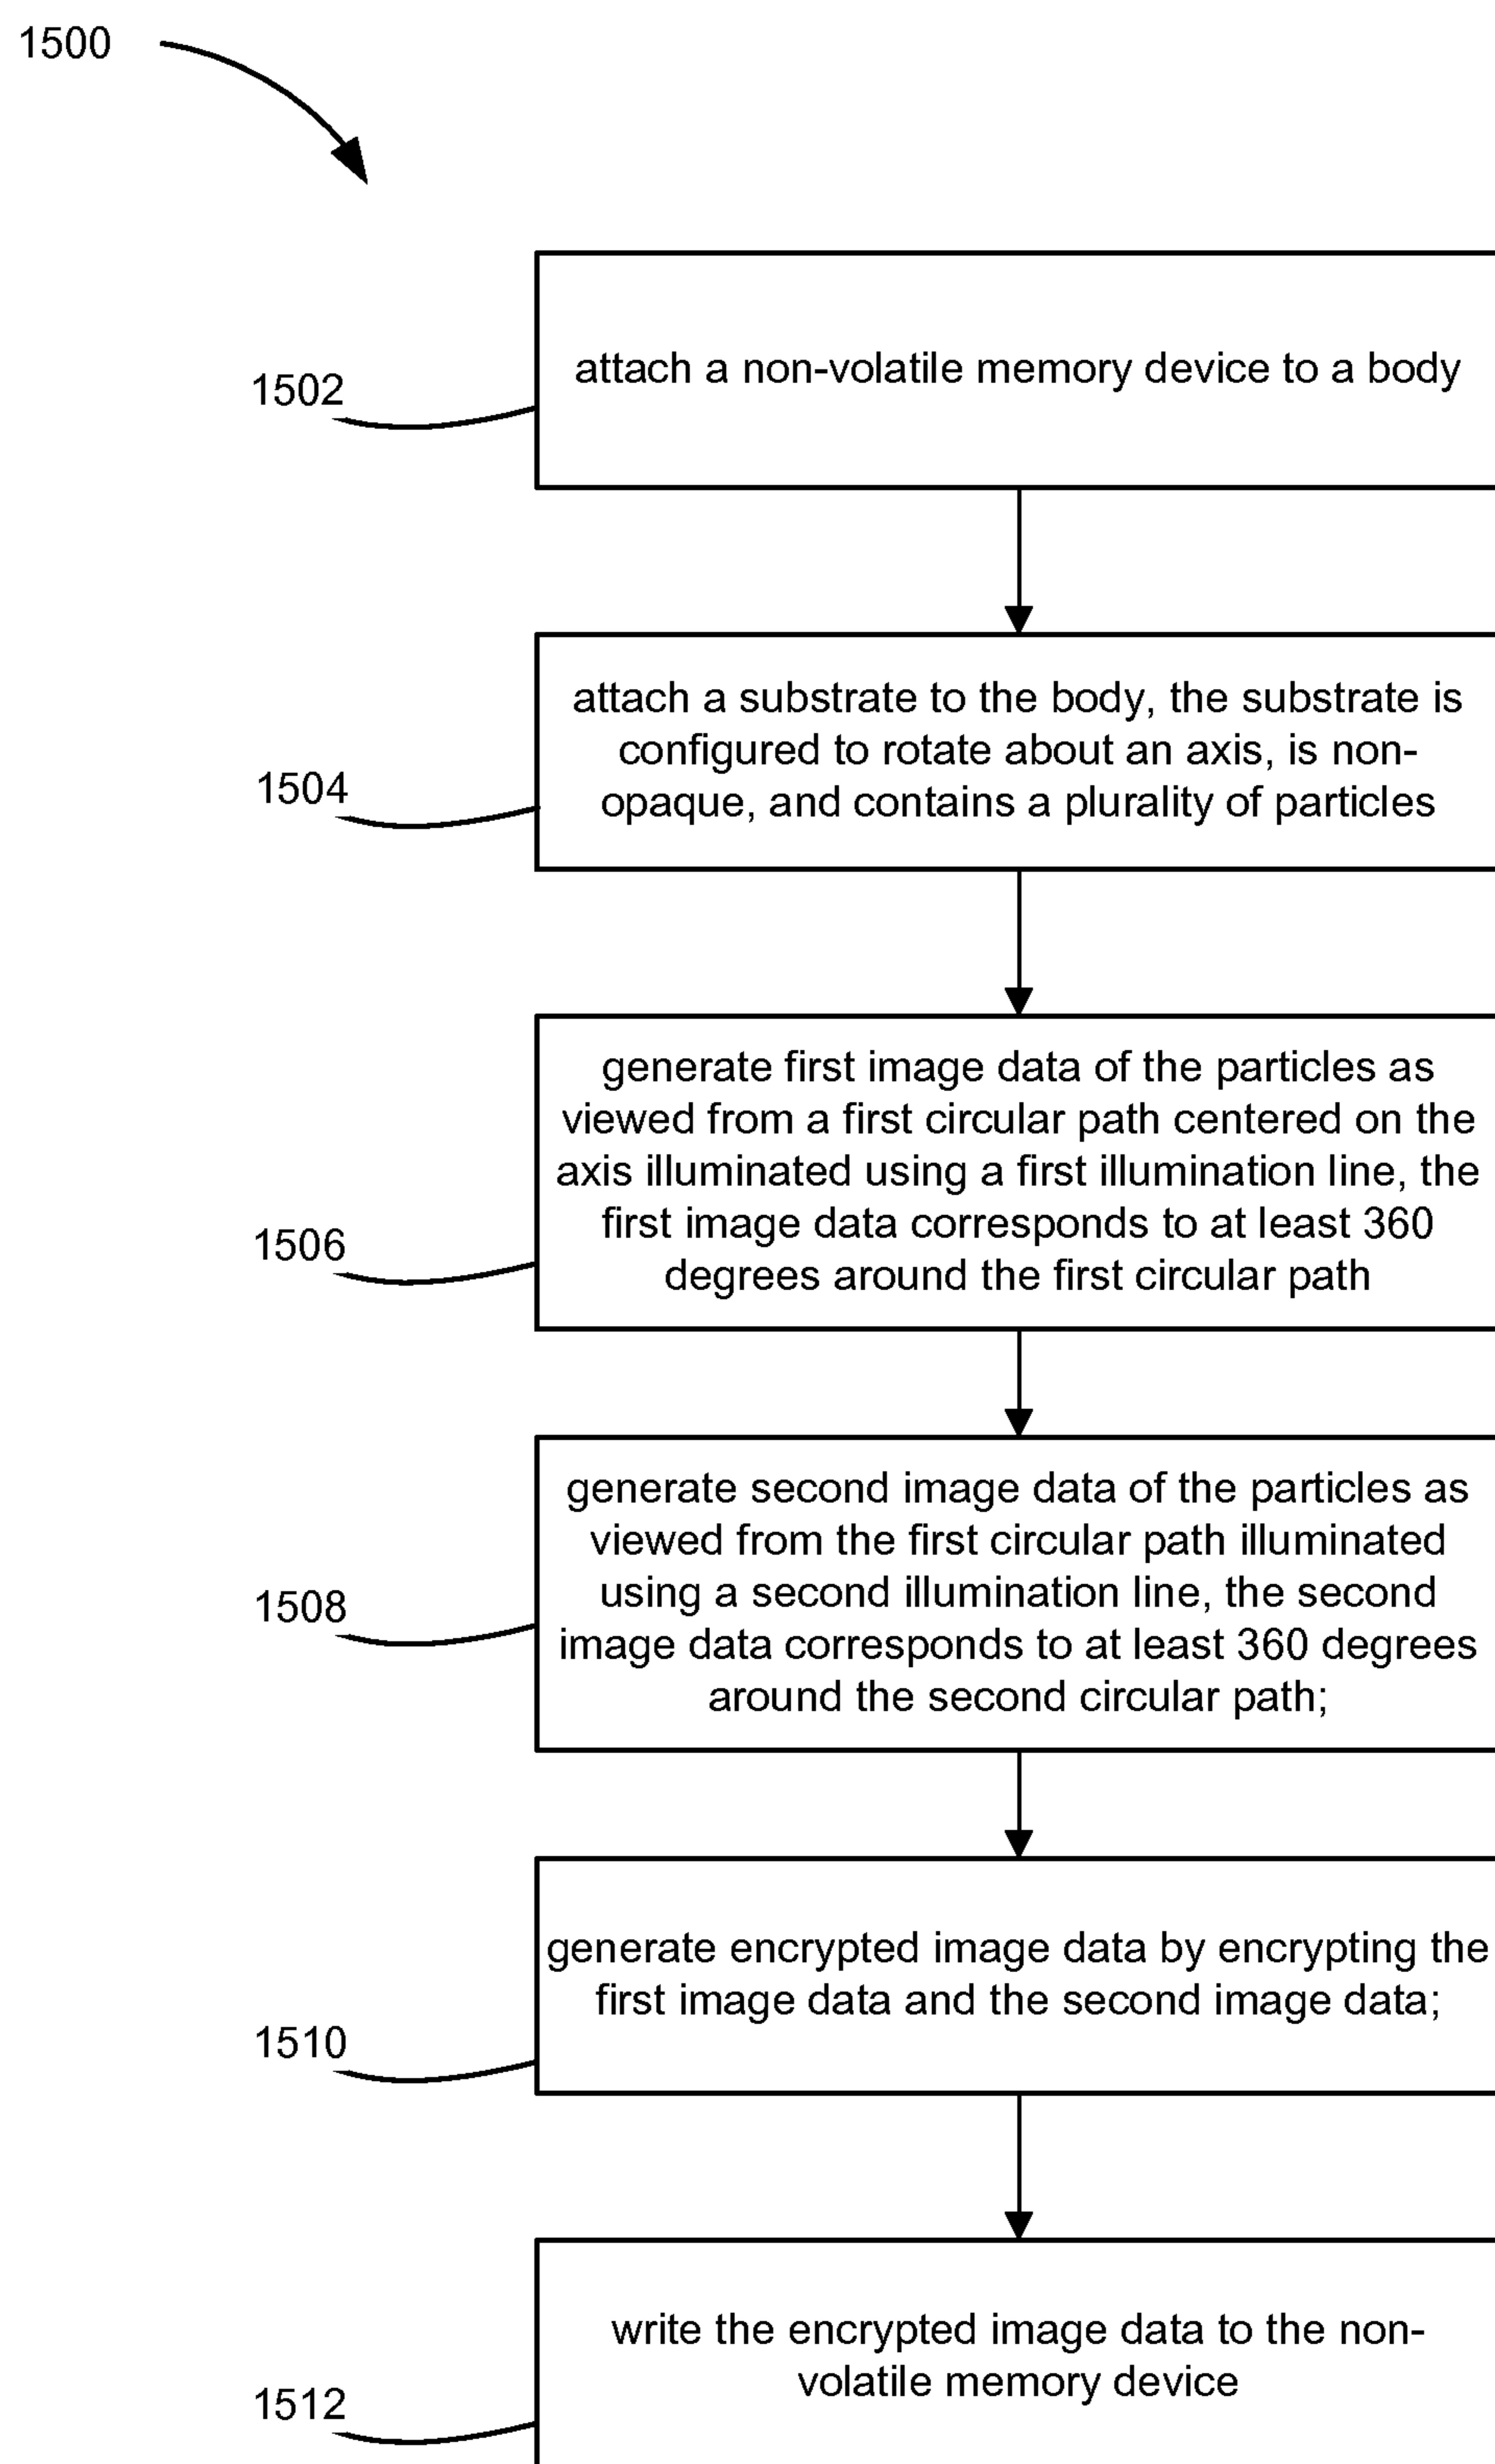 1500
1502
attach a non-volatile memory device to a body
1504
attach a substrate to the body, the substrate is
configured to rotate about an axis, is non-
opaque, and contains a plurality of particles
1506
generate first image data of the particles as
viewed from a first circular path centered on the
axis illuminated using a first illumination line, the
first image data corresponds to at least 360
degrees around the first circular path
1508
generate second image data of the particles as
viewed from the first circular path illuminated
using a second illumination line, the second
image data corresponds to at least 360 degrees
around the second circular path;
1510
generate encrypted image data by encrypting the
first image data and the second image data;
1512
write the encrypted image data to the non-
volatile memory device